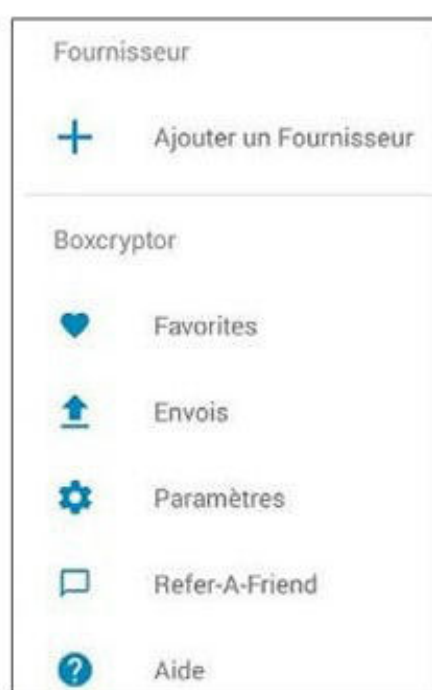 Fournisseur
Ajouter un Fournisseur
Boxcryptor
Favorites
Envois
Paramètres
Refer-A-Friend
Aide